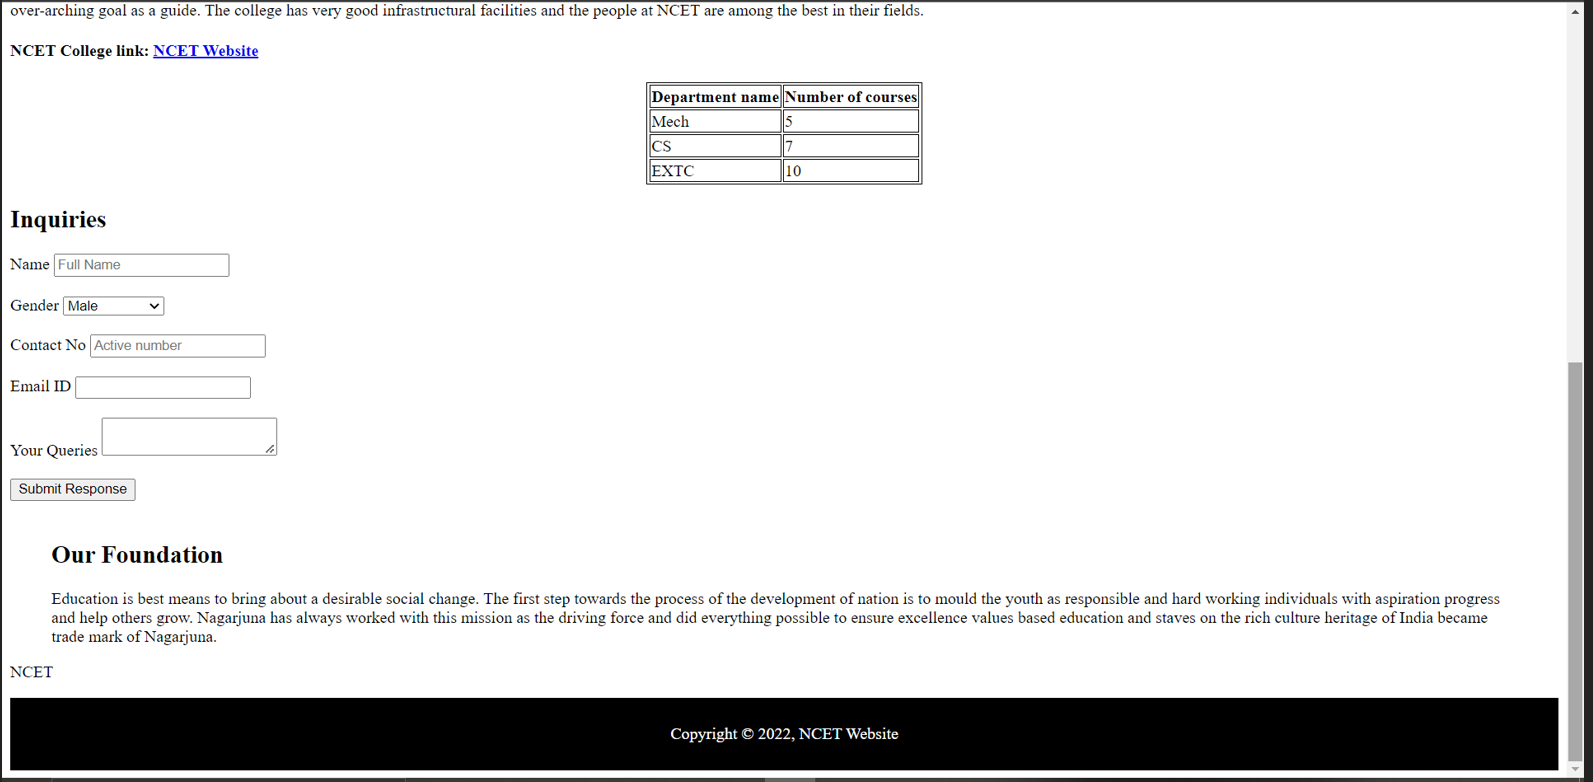 over-arching goal as a guide. The college has very good infrastructural facilities and the people at NCET are among the best in their fields.
NCET College link: NCET Website
Department name Number of courses
Mech 5
CS 7
EXTC 10
Inquiries
Name Full Name
Gender Male
Contact No Active number
Email ID
Your Queries
Submit Response
Our Foundation
Education is best means to bring about a desirable social change. The first step towards the process of the development of nation is to mould the youth as responsible and hard working individuals with aspiration progress
and help others grow. Nagarjuna has always worked with this mission as the driving force and did everything possible to ensure excellence values based education and staves on the rich culture heritage of India became
trade mark of Nagarjuna.
NCET
Copyright © 2022, NCET Website